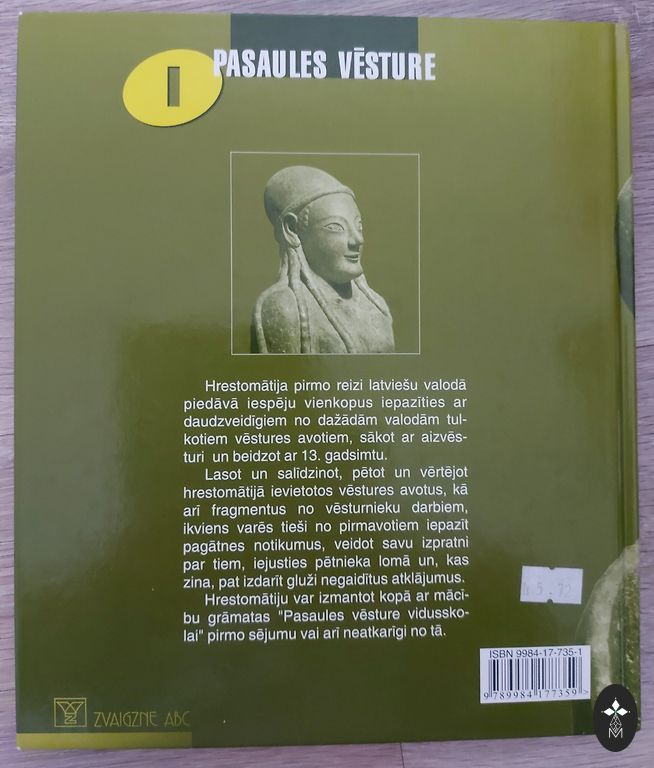 I
PASAULES VĒSTURE
Hrestomātija pirmo reizi latviešu valodā
piedāvā iespēju vienkopus iepazīties ar
daudzveidīgiem no dažādām valodām tul-
kotiem vēstures avotiem, sākot ar aizvēs-
turi un beidzot ar 13. gadsimtu.
Lasot un salīdzinot, pētot un vērtējot
hrestomātijā ievietotos vēstures avotus, kā
arī fragmentus no vēsturnieku darbiem,
ikviens varēs tieši no pirmavotiem iepazīt
pagātnes notikumus, veidot savu izpratni
par tiem, iejusties pētnieka lomā un, kas
zina, pat izdarīt gluži negaidītus atklājumus.
Hrestomātiju var izmantot kopā ar mācī-
bu grāmatas "Pasaules vēsture vidussko-
lai" pirmo sējumu vai arī neatkarīgi no tā.
5.72
ISBN 9984-17-735-1
9 789984 177359 >
ZVAIGZNE ABC
M